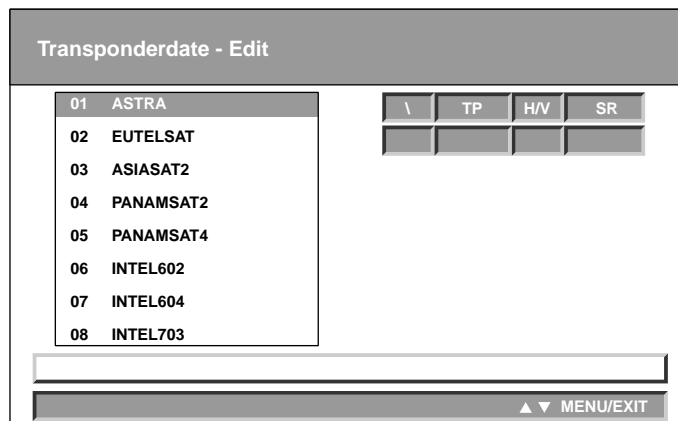 Transponderdate - Edit
01 ASTRA
02 EUTELSAT
03 ASIASAT2
04 PANAMSAT2
05 PANAMSAT4
06 INTEL602
07 INTEL604
08 INTEL703
\ TP H/V SR
▲ ▼ MENU/EXIT